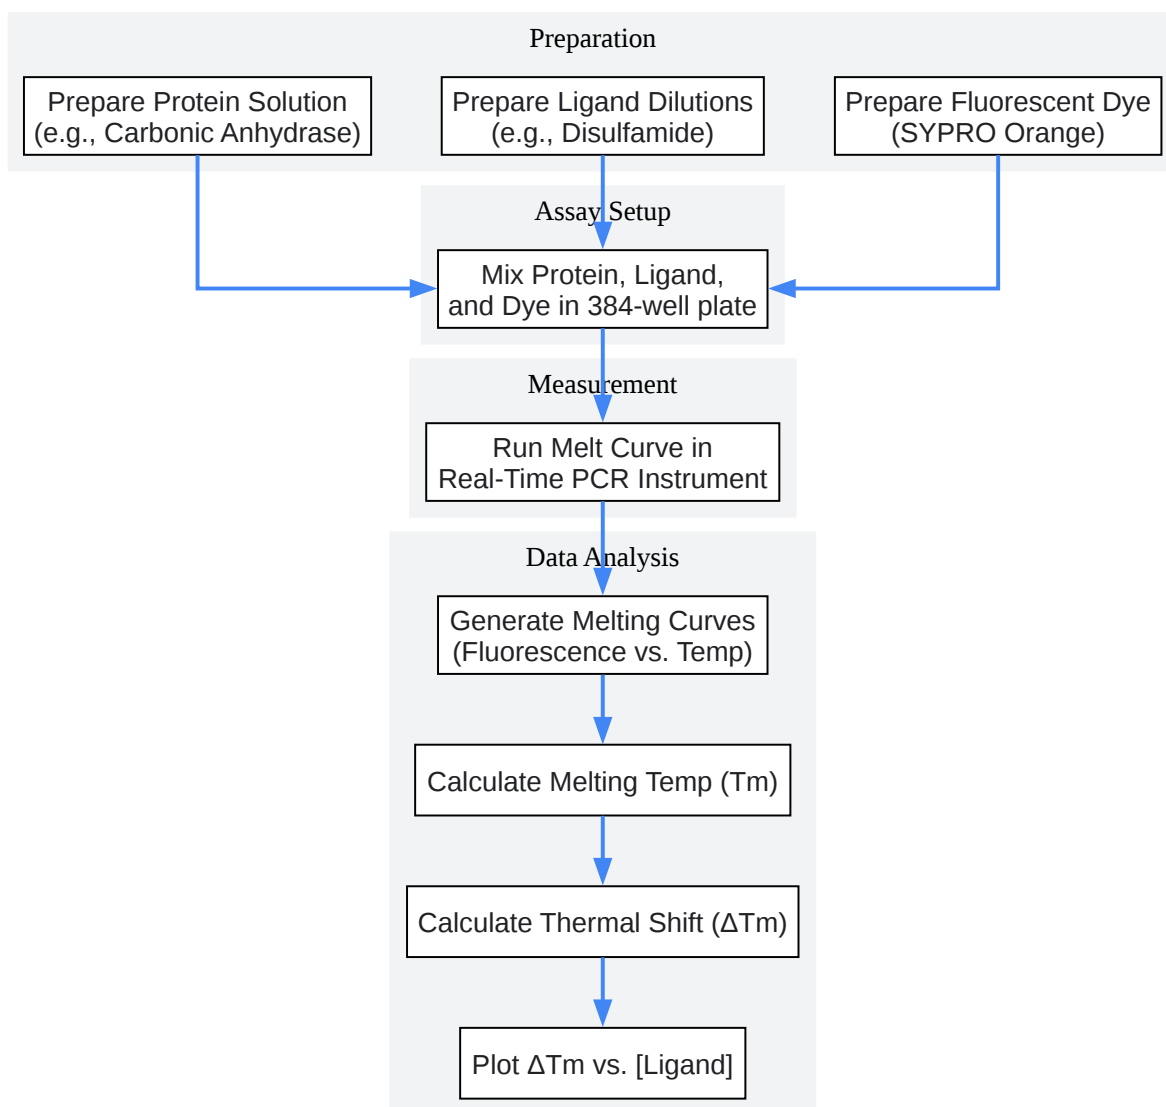 Preparation
Prepare Protein Solution
(e.g., Carbonic Anhydrase)
Prepare Ligand Dilutions
(e.g., Disulfamide)
Prepare Fluorescent Dye
(SYPRO Orange)
Assay Setup
Mix Protein, Ligand,
and Dye in 384-well plate
Measurement
Run Melt Curve in
Real-Time PCR Instrument
Data Analysis
Generate Melting Curves
(Fluorescence vs. Temp)
Calculate Melting Temp (Tm)
Calculate Thermal Shift (ΔTm)
Plot ΔTm vs. [Ligand]